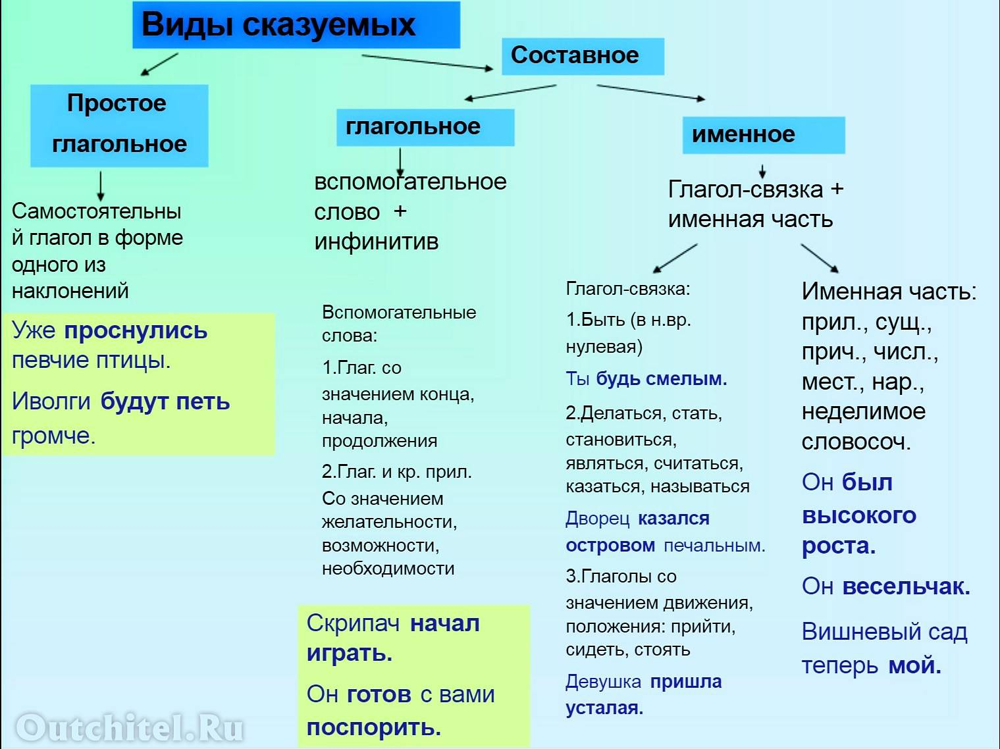 Виды сказуемых
Составное
Простое
глагольное
глагольное
именное
Самостоятельны
й глагол в форме
одного из
наклонений
Уже проснулись
певчие птицы.
Иволги будут петь
громче.
вспомогательное
слово +
инфинитив
Вспомогательные
слова:
1.Глаг. со
значением конца,
начала,
продолжения
2.Глаг. и кр. прил.
Со значением
желательности,
возможности,
необходимости
Скрипач начал
играть.
Он готов с вами
поспорить.
Глагол-связка +
именная часть
Глагол-связка:
1.Быть (в н.вр.
нулевая)
Ты будь смелым.
2.Делаться, стать,
становиться,
являться, считаться,
казаться, называться
Дворец казался
островом печальным.
3.Глаголы со
значением движения,
положения: прийти,
сидеть, стоять
Девушка пришла
усталая.
Именная часть:
прил., сущ.,
прич., числ.,
мест., нар.,
неделимое
словосоч.
Он был
высокого
роста.
Он весельчак.
Вишневый сад
теперь мой.
Outchitel.Ru